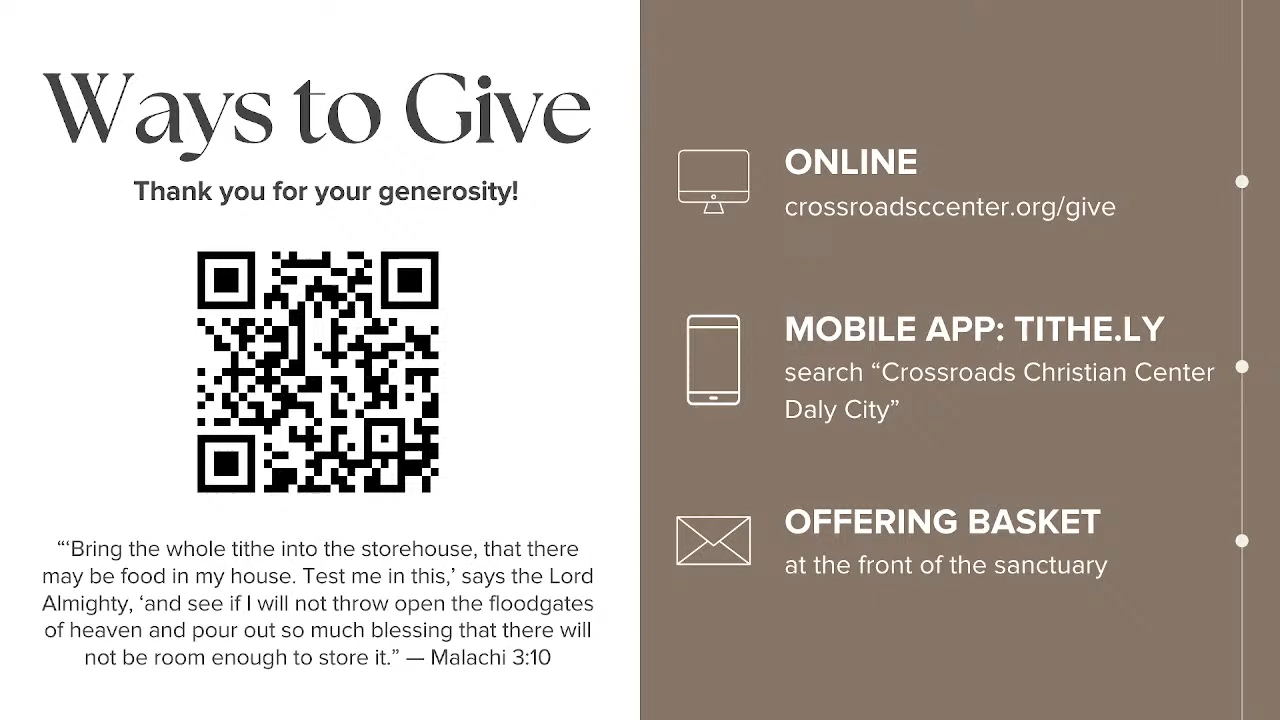 Ways to Give
Thank you for your generosity!
“‘Bring the whole tithe into the storehouse, that there
may be food in my house. Test me in this,’ says the Lord
Almighty, ‘and see if I will not throw open the floodgates
of heaven and pour out so much blessing that there will
not be room enough to store it.” — Malachi 3:10
ONLINE
crossroadsccenter.org/give
MOBILE APP: TITHE.LY
search “Crossroads Christian Center
Daly City”
OFFERING BASKET
at the front of the sanctuary